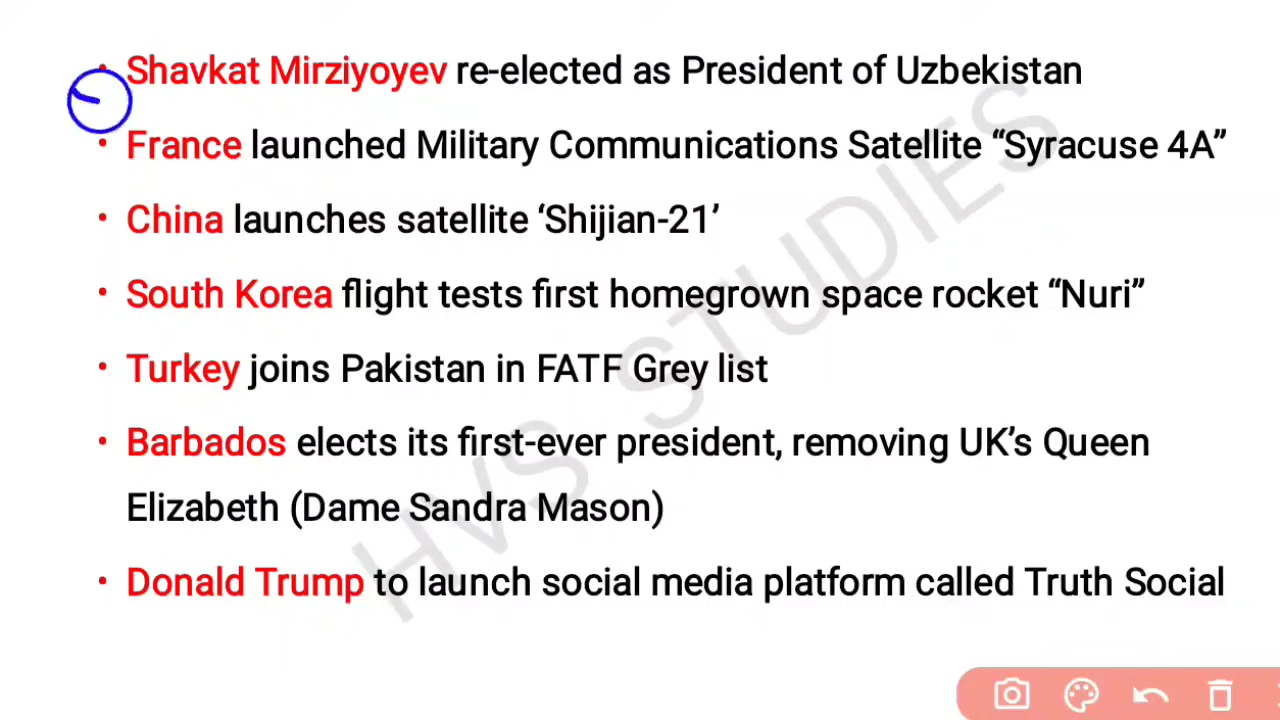 • Shavkat Mirziyoyev re-elected as President of Uzbekistan
• France launched Military Communications Satellite “Syracuse 4A”
• China launches satellite ‘Shijian-21’
• South Korea flight tests first homegrown space rocket “Nuri”
• Turkey joins Pakistan in FATF Grey list
• Barbados elects its first-ever president, removing UK’s Queen
Elizabeth (Dame Sandra Mason)
• Donald Trump to launch social media platform called Truth Social
HVS STUDIES